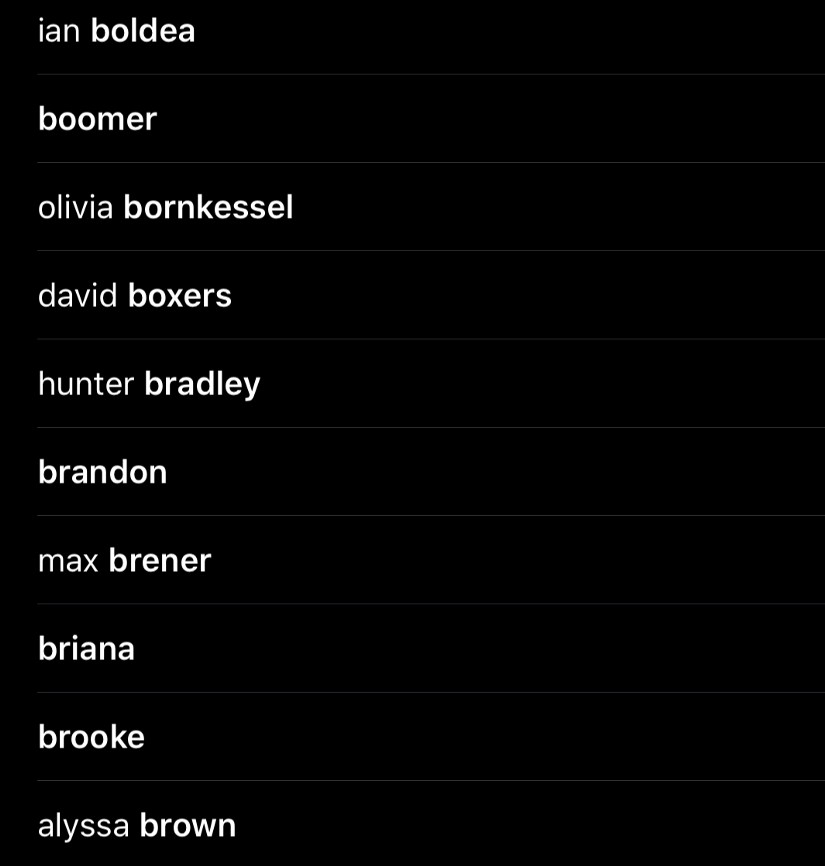 ian boldea
boomer
olivia bornkessel
david boxers
hunter bradley
brandon
max brener
briana
brooke
alyssa brown